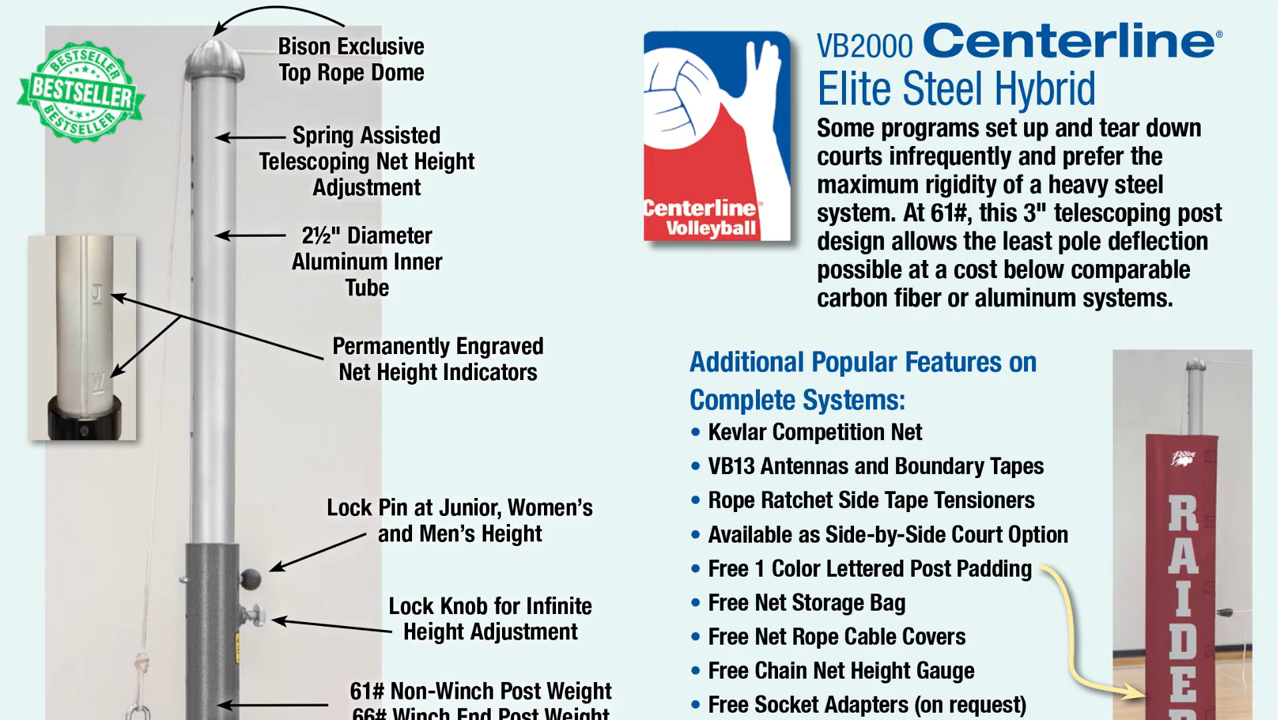 Bison Exclusive
Top Rope Dome
BESTSELLER
BESTSELLER
BESTSELLER
Spring Assisted
Telescoping Net Height
Adjustment
2½" Diameter
Aluminum Inner
Tube
J
W
Permanently Engraved
Net Height Indicators
Lock Pin at Junior, Women's
and Men's Height
Lock Knob for Infinite
Height Adjustment
61# Non-Winch Post Weight
66# Winch End Post Weight
Centerline®
Volleyball
VB2000 Centerline®
Elite Steel Hybrid
Some programs set up and tear down
courts infrequently and prefer the
maximum rigidity of a heavy steel
system. At 61#, this 3" telescoping post
design allows the least pole deflection
possible at a cost below comparable
carbon fiber or aluminum systems.
Additional Popular Features on
Complete Systems:
• Kevlar Competition Net
• VB13 Antennas and Boundary Tapes
• Rope Ratchet Side Tape Tensioners
• Available as Side-by-Side Court Option
• Free 1 Color Lettered Post Padding
• Free Net Storage Bag
• Free Net Rope Cable Covers
• Free Chain Net Height Gauge
• Free Socket Adapters (on request)
RAIDER